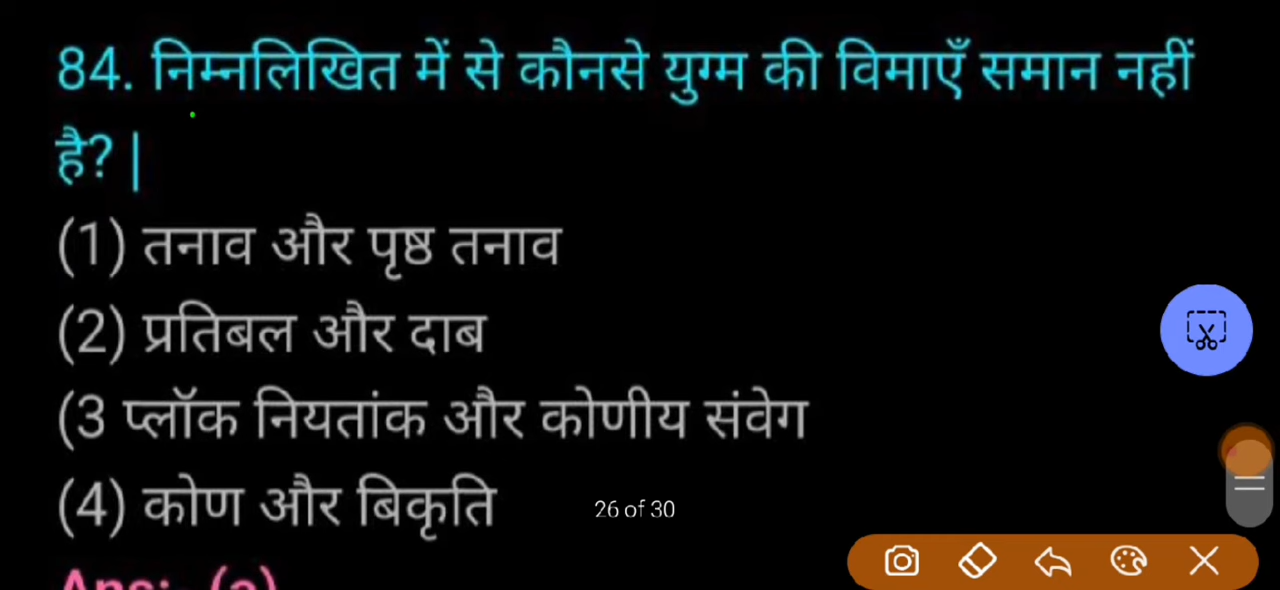 84. निम्नलिखित में से कौनसे युग्म की विमाएँ समान नहीं
है? |
(1) तनाव और पृष्ठ तनाव
(2) प्रतिबल और दाब
(3 प्लॉक नियतांक और कोणीय संवेग
(4) कोण और बिकृति
26 of 30